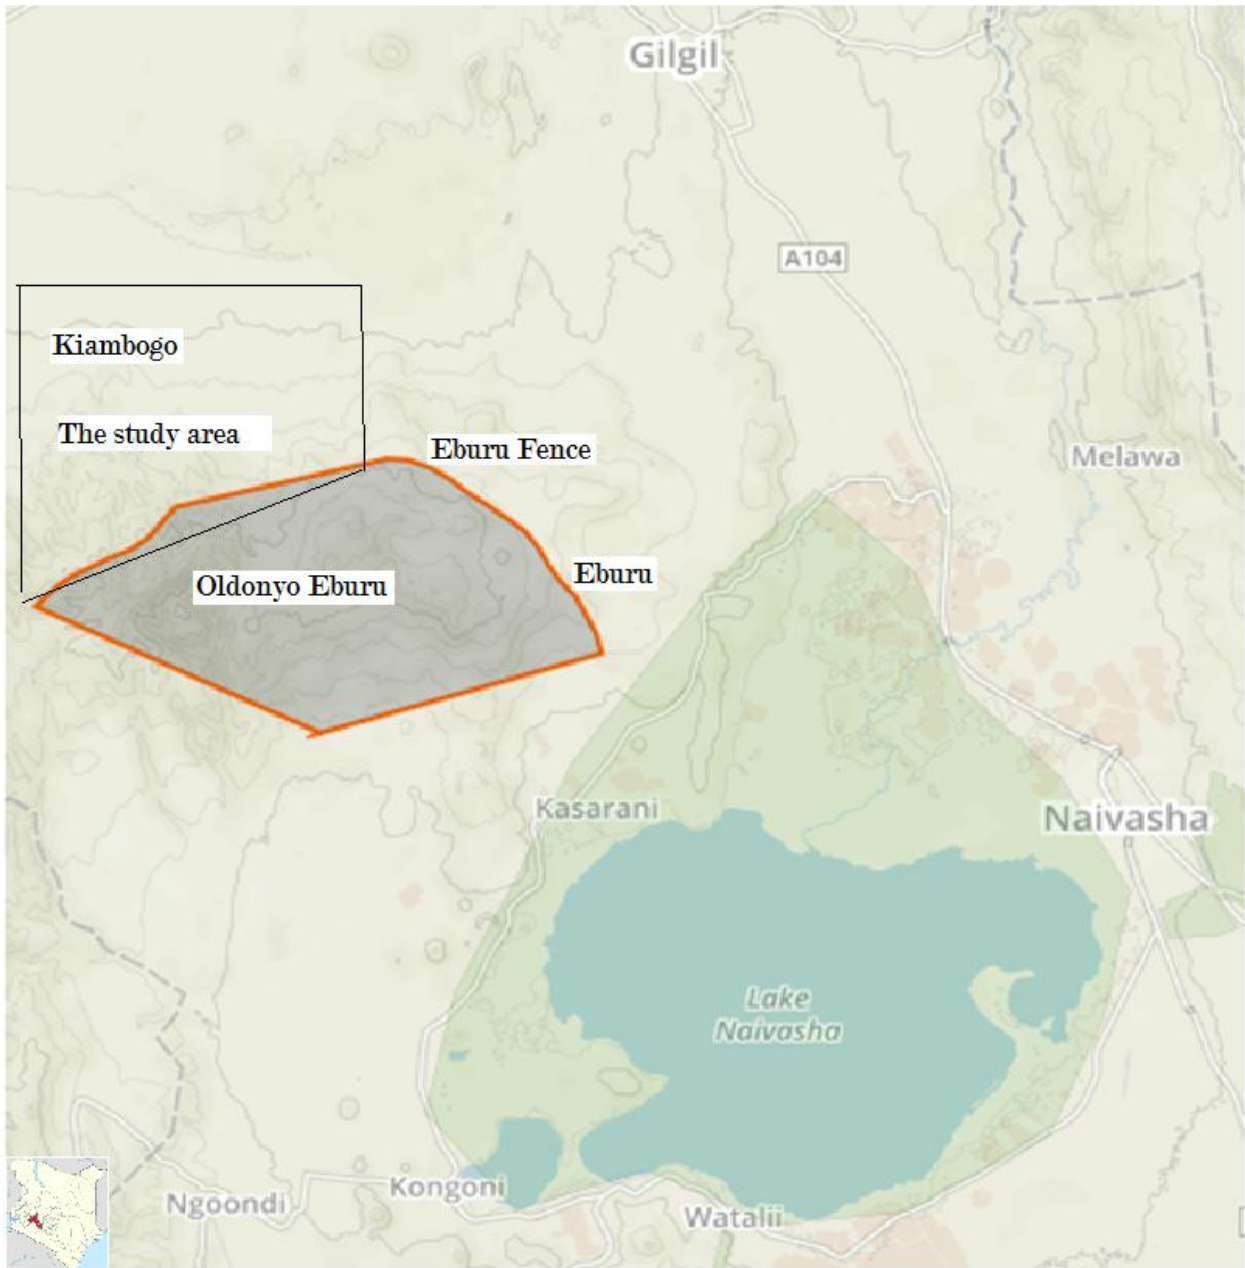 Gilgil
A104
Kiambogo
The study area
Eburu Fence
Melawa
Eburu
Oldonyo Eburu
Kasarani
Naivasha
Lake
Naivasha
Kongoni
Ngoondi
Watalii